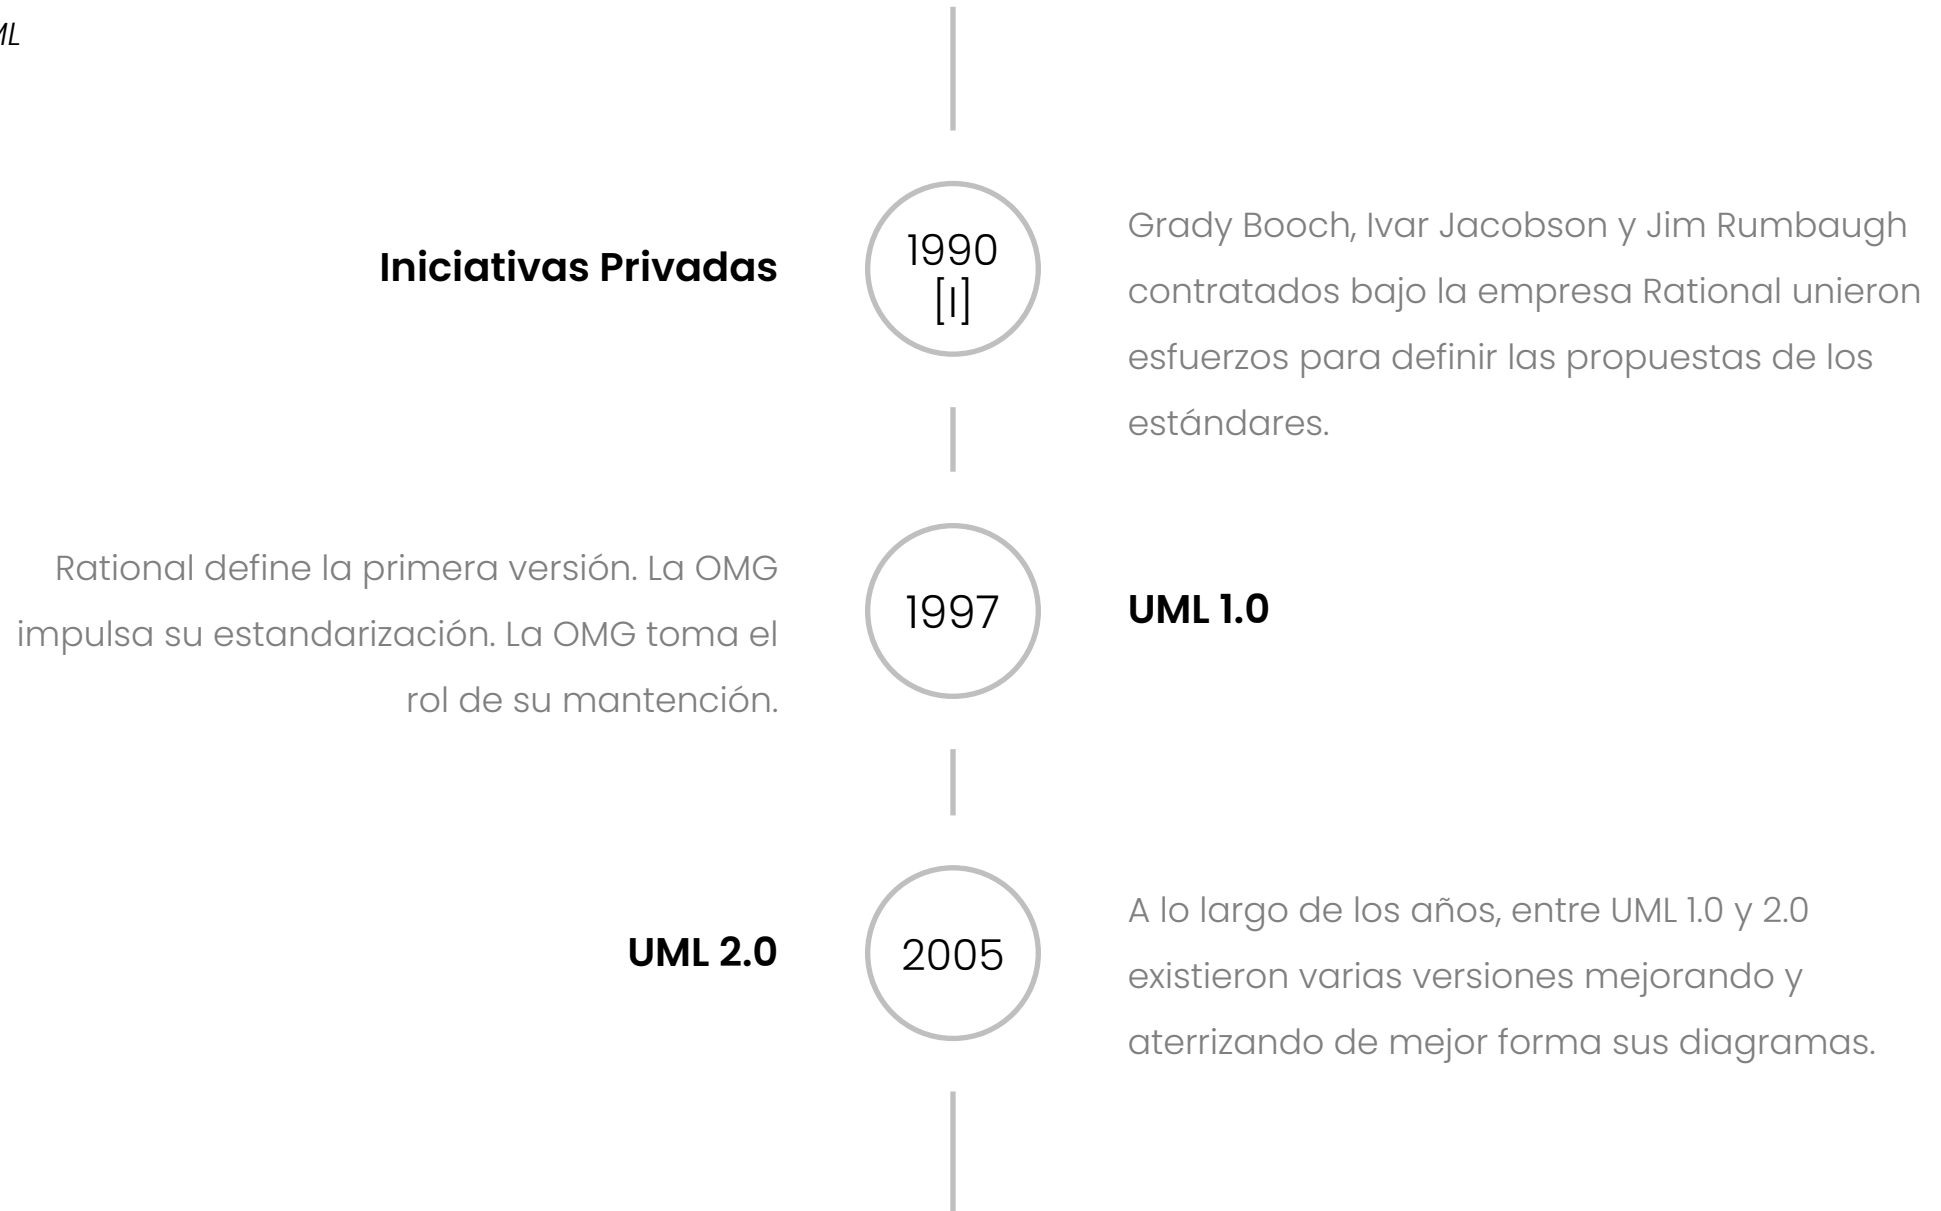 ML
Iniciativas Privadas
1990
[I]
Grady Booch, Ivar Jacobson y Jim Rumbaugh
contratados bajo la empresa Rational unieron
esfuerzos para definir las propuestas de los
estándares.
Rational define la primera versión. La OMG
impulsa su estandarización. La OMG toma el
rol de su mantención.
1997
UML 1.0
UML 2.0
2005
A lo largo de los años, entre UML 1.0 y 2.0
existieron varias versiones mejorando y
aterrizando de mejor forma sus diagramas.